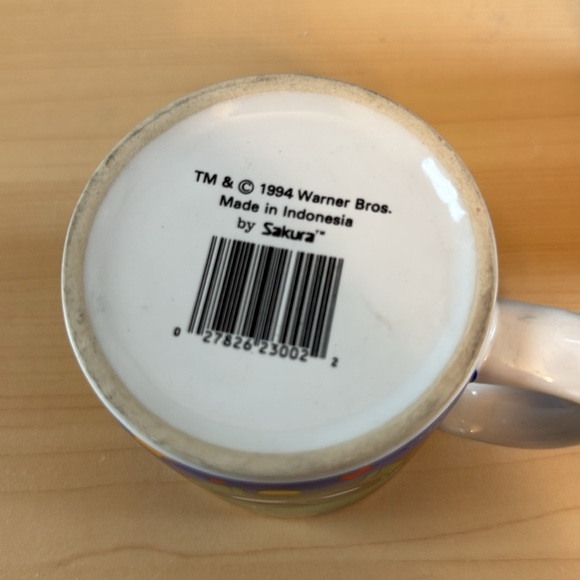 TM & © 1994 Warner Bros.
Made in Indonesia
by Sakura™
0 27826 23002 2